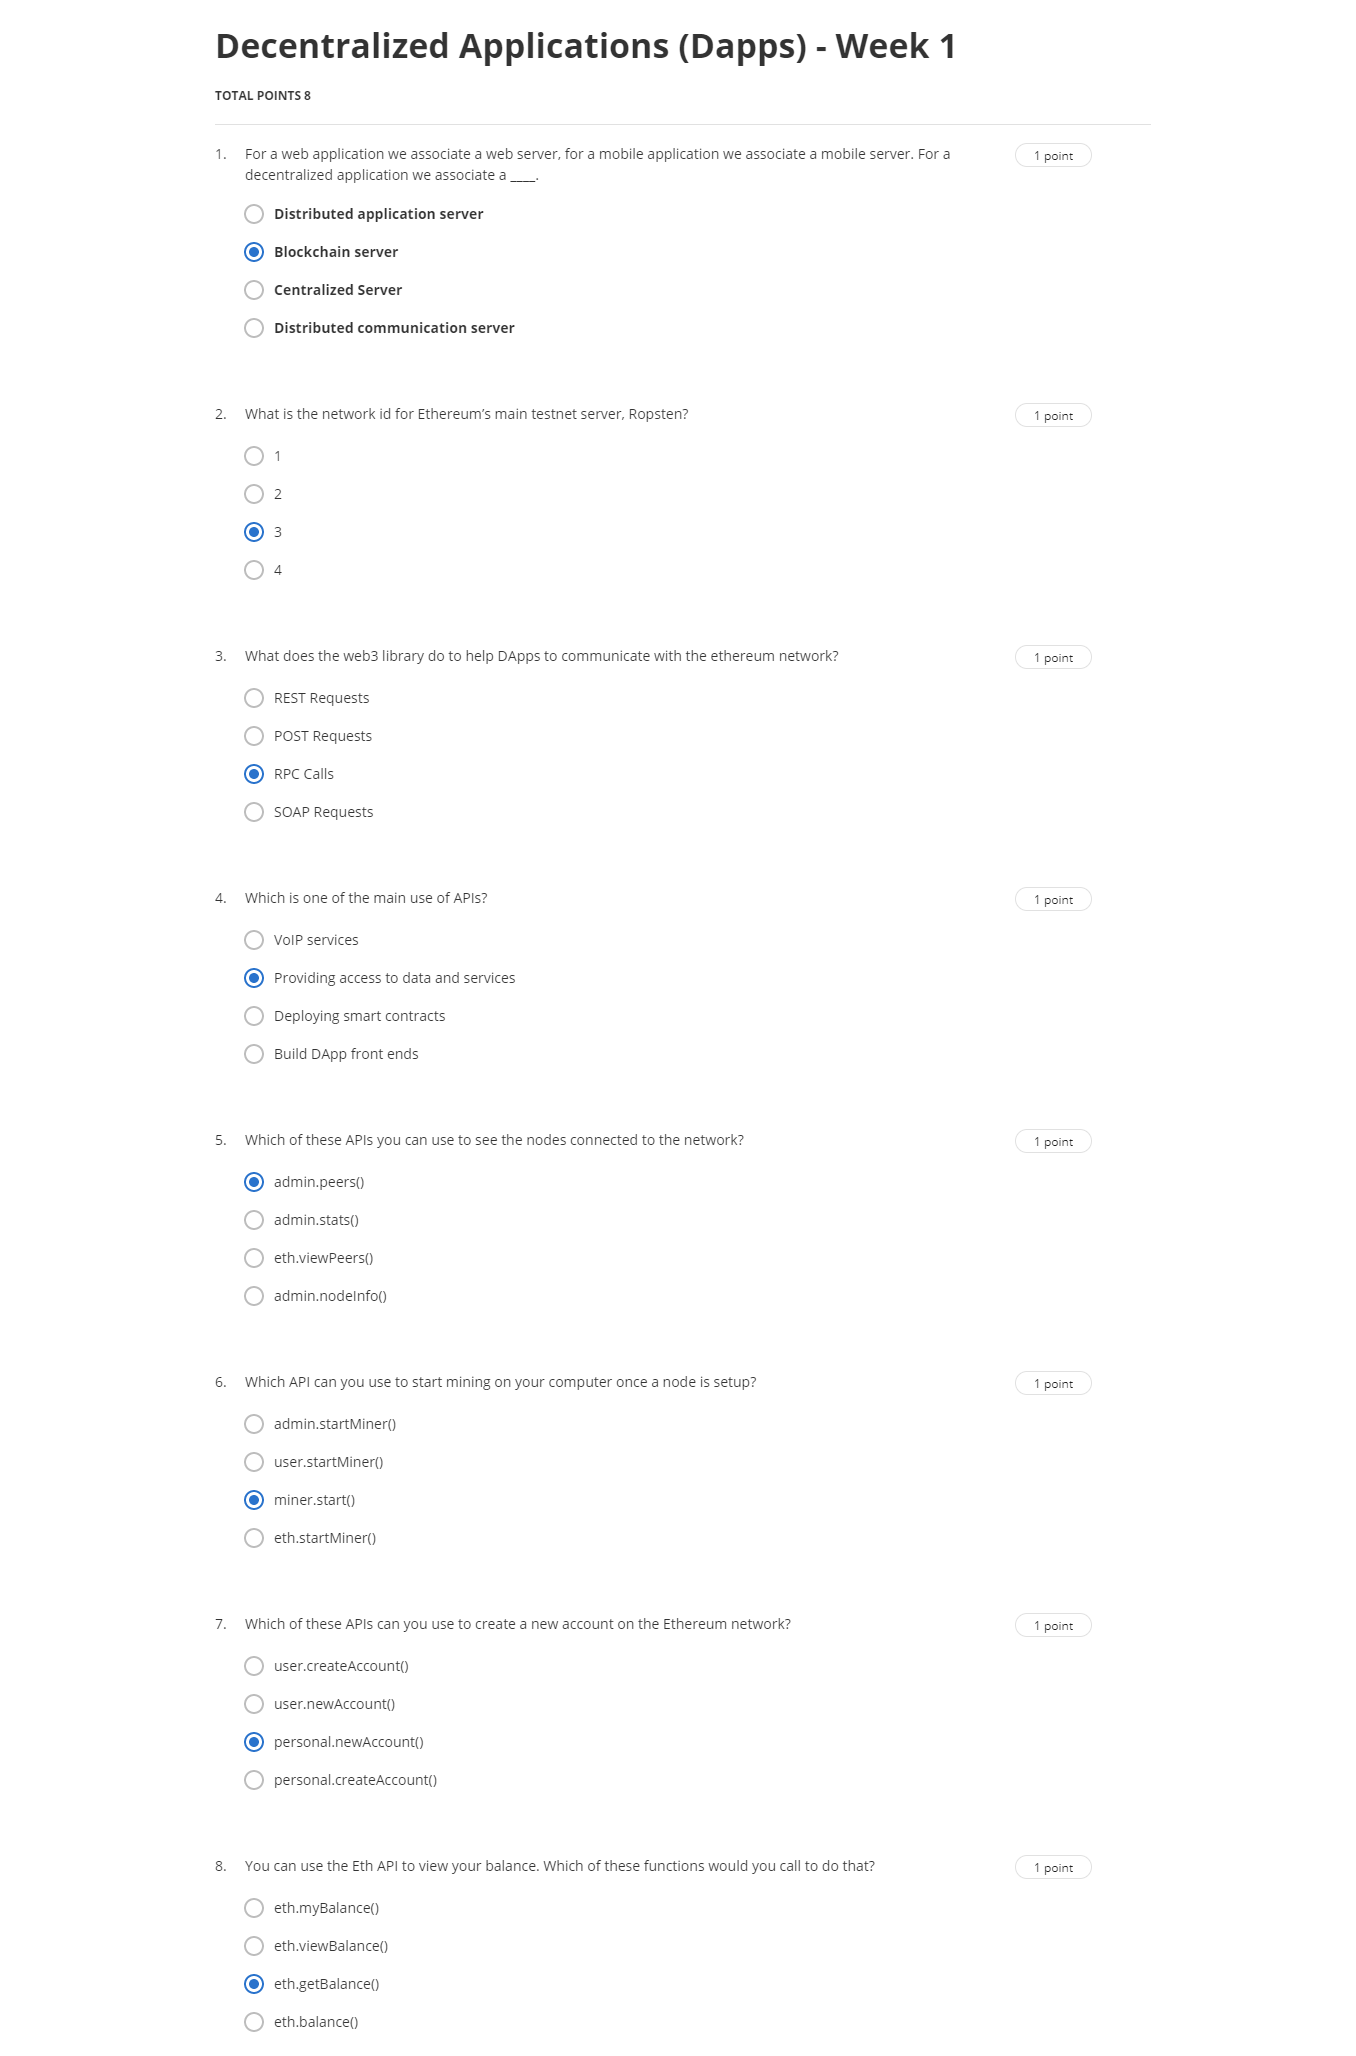 Decentralized Applications (Dapps) - Week 1
TOTAL POINTS 8
1. For a web application we associate a web server, for a mobile application we associate a mobile server. For a
decentralized application we associate a ____.
1 point
Distributed application server
Blockchain server
Centralized Server
Distributed communication server
2. What is the network id for Ethereum’s main testnet server, Ropsten?
1 point
1
2
3
4
3. What does the web3 library do to help DApps to communicate with the ethereum network?
1 point
REST Requests
POST Requests
RPC Calls
SOAP Requests
4. Which is one of the main use of APIs?
1 point
VoIP services
Providing access to data and services
Deploying smart contracts
Build DApp front ends
5. Which of these APIs you can use to see the nodes connected to the network?
1 point
admin.peers()
admin.stats()
eth.viewPeers()
admin.nodeInfo()
6. Which API can you use to start mining on your computer once a node is setup?
1 point
admin.startMiner()
user.startMiner()
miner.start()
eth.startMiner()
7. Which of these APIs can you use to create a new account on the Ethereum network?
1 point
user.createAccount()
user.newAccount()
personal.newAccount()
personal.createAccount()
8. You can use the Eth API to view your balance. Which of these functions would you call to do that?
1 point
eth.myBalance()
eth.viewBalance()
eth.getBalance()
eth.balance()